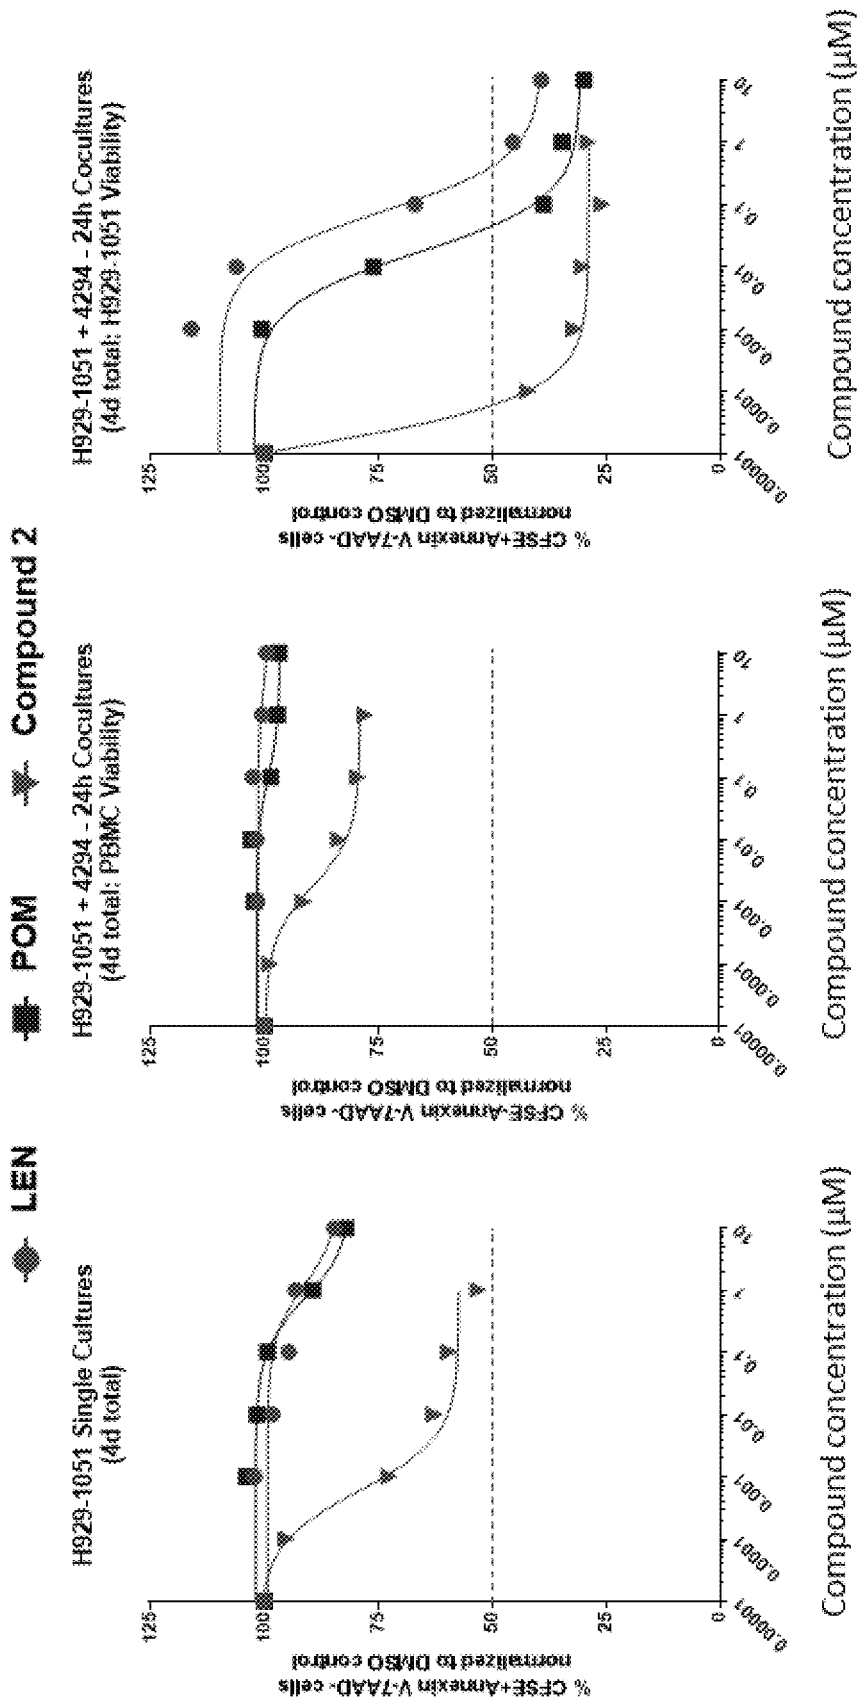 LEN
POM
Compound 2
H929-1051 Single Cultures
(4d total)
% CFSE+Annexin V-7AAD- cells
normalized to DMSO control
125
100
75
50
25
0
0.00001
0.0001
0.001
0.01
0.1
1
10
Compound concentration (µM)
H929-1051 + 4294 - 24h Cocultures
(4d total: PBMC Viability)
% CFSE-Annexin V-7AAD- cells
normalized to DMSO control
125
100
75
50
25
0
0.00001
0.0001
0.001
0.01
0.1
1
10
Compound concentration (µM)
H929-1051 + 4294 - 24h Cocultures
(4d total: H929-1051 Viability)
% CFSE+Annexin V-7AAD- cells
normalized to DMSO control
125
100
75
50
25
0
0.00001
0.0001
0.001
0.01
0.1
1
10
Compound concentration (µM)